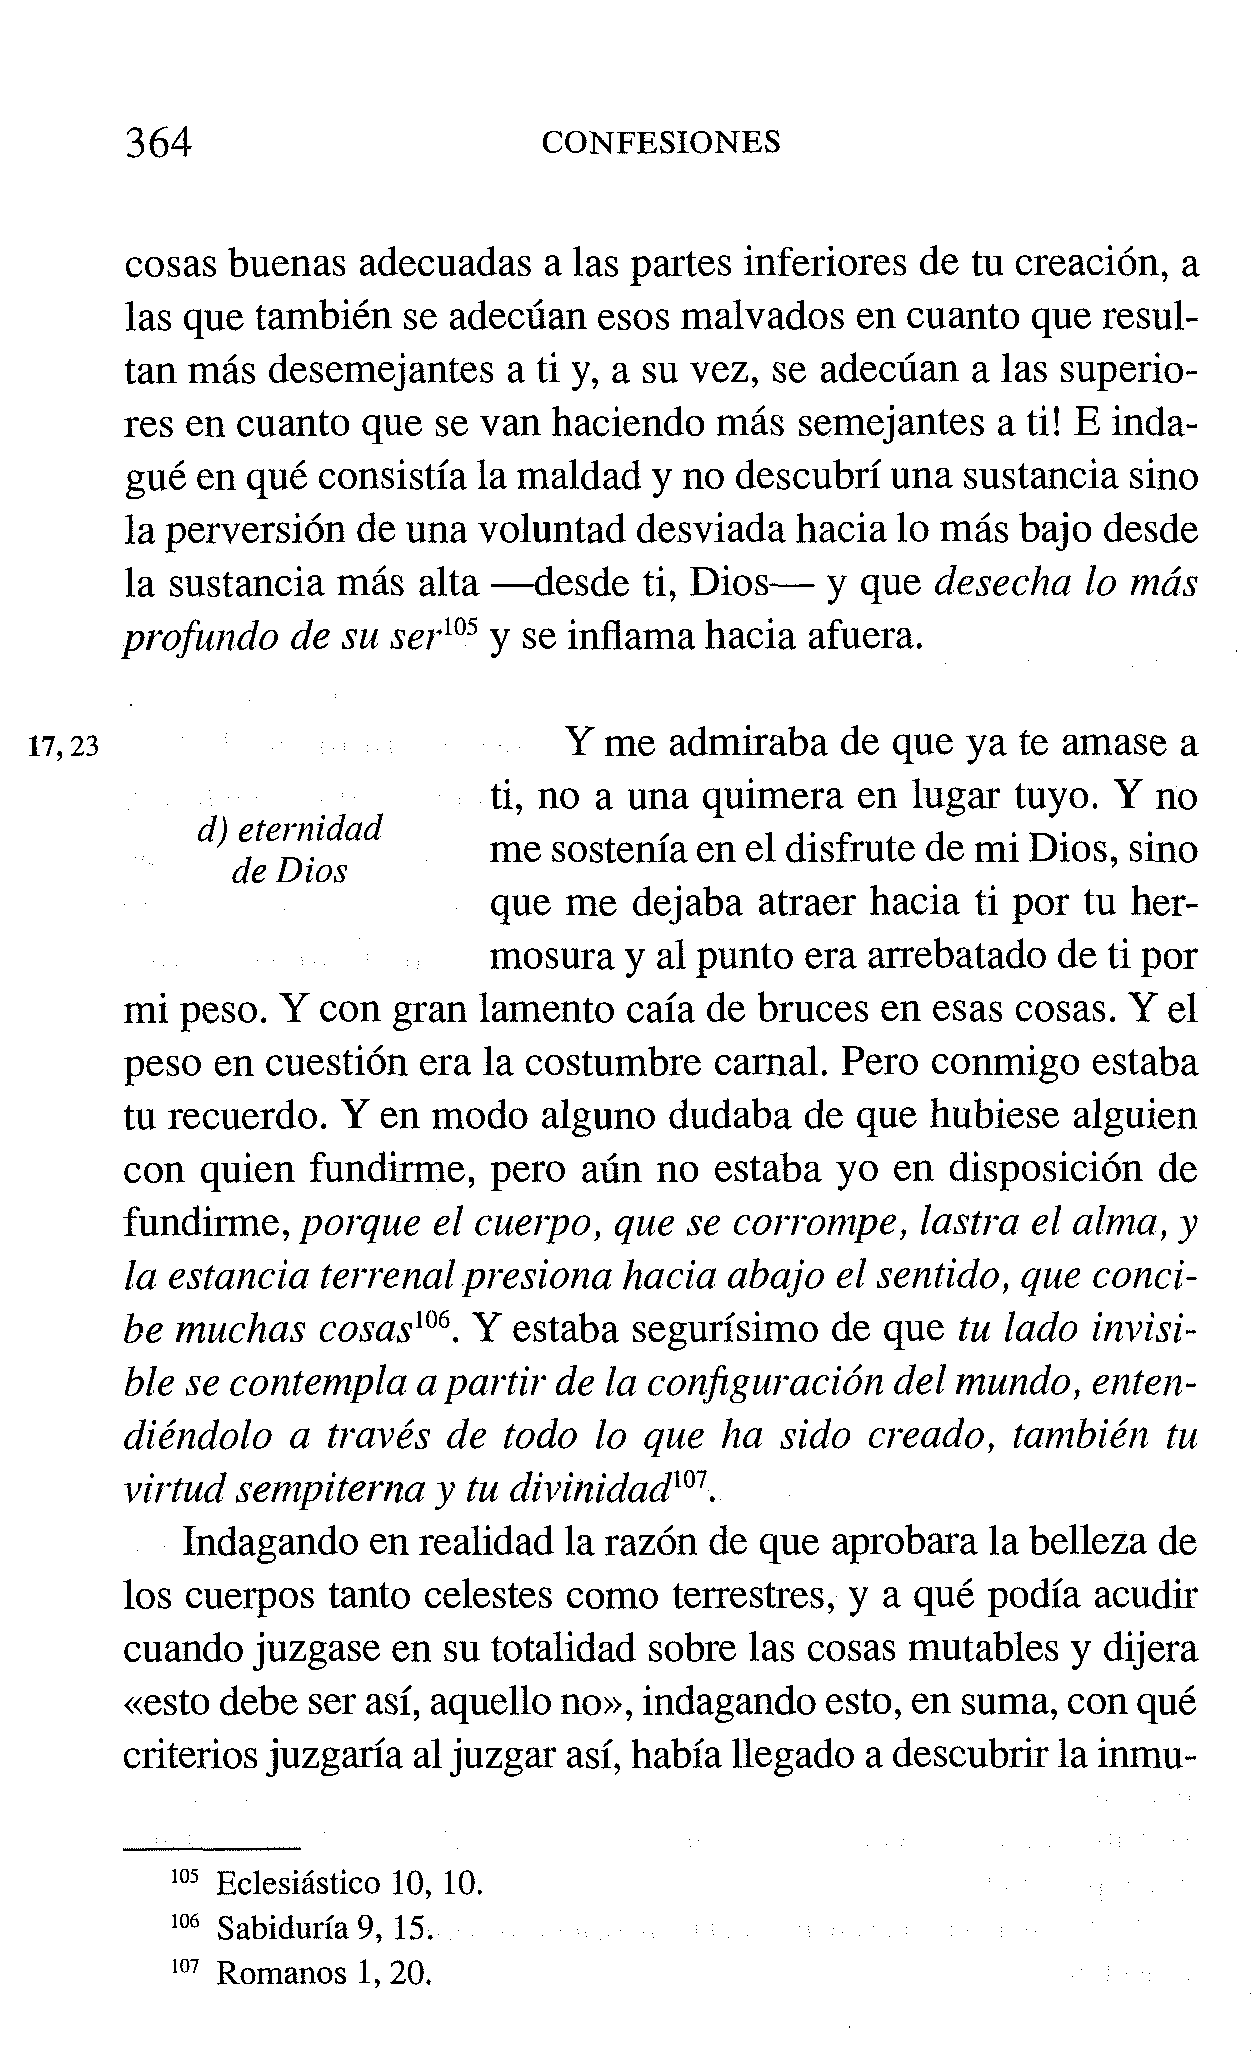 364 CONFESIONES
cosas buenas adecuadas a las partes inferiores de tu creación, a
las que también se adecúan esos malvados en cuanto que resul-
tan más desemejantes a ti y, a su vez, se adecúan a las superio-
res en cuanto que se van haciendo más semejantes a ti! E inda-
gué en qué consistía la maldad y no descubrí una sustancia sino
la perversión de una voluntad desviada hacia lo más bajo desde
la sustancia más alta —desde ti, Dios— y que desecha lo más
profundo de su ser¹⁰⁵ y se inflama hacia afuera.
17, 23
d) eternidad
de Dios
Y me admiraba de que ya te amase a
ti, no a una quimera en lugar tuyo. Y no
me sostenía en el disfrute de mi Dios, sino
que me dejaba atraer hacia ti por tu her-
mosura y al punto era arrebatado de ti por
mi peso. Y con gran lamento caía de bruces en esas cosas. Y el
peso en cuestión era la costumbre carnal. Pero conmigo estaba
tu recuerdo. Y en modo alguno dudaba de que hubiese alguien
con quien fundirme, pero aún no estaba yo en disposición de
fundirme, porque el cuerpo, que se corrompe, lastra el alma, y
la estancia terrenal presiona hacia abajo el sentido, que conci-
be muchas cosas¹⁰⁶. Y estaba segurísimo de que tu lado invisi-
ble se contempla a partir de la configuración del mundo, enten-
diéndolo a través de todo lo que ha sido creado, también tu
virtud sempiterna y tu divinidad¹⁰⁷.
Indagando en realidad la razón de que aprobara la belleza de
los cuerpos tanto celestes como terrestres, y a qué podía acudir
cuando juzgase en su totalidad sobre las cosas mutables y dijera
«esto debe ser así, aquello no», indagando esto, en suma, con qué
criterios juzgaría al juzgar así, había llegado a descubrir la inmu-
¹⁰⁵ Eclesiástico 10, 10.
¹⁰⁶ Sabiduría 9, 15.
¹⁰⁷ Romanos 1, 20.